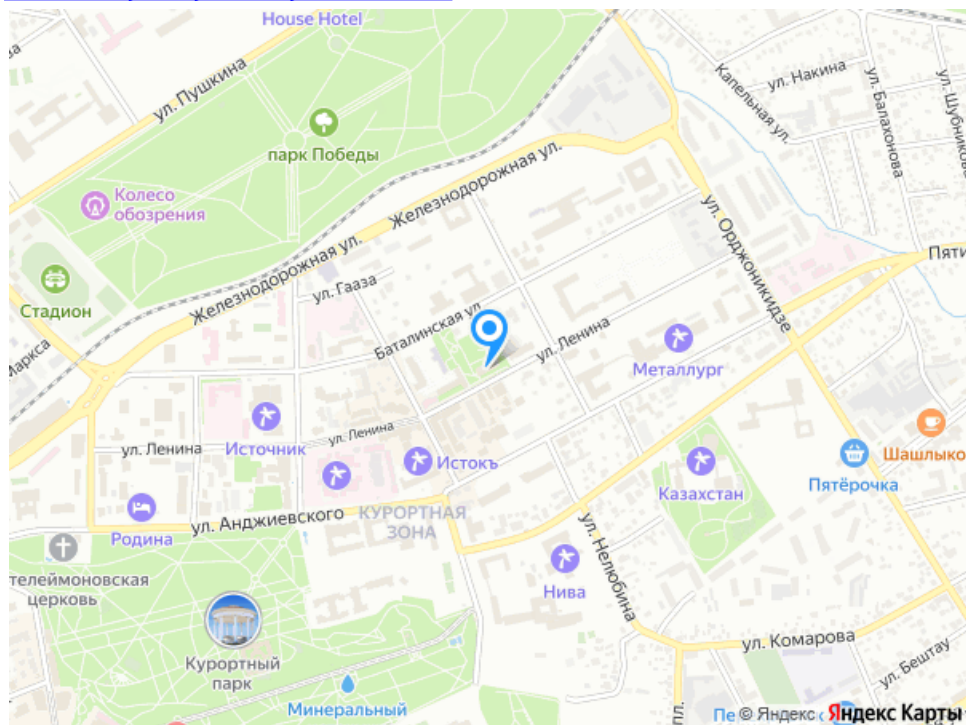 House Hotel
ул. Пушкина
парк Победы
Колесо
обозрения
Стадион
Железнодорожная ул.
Железнодорожная ул.
ул. Гааза
Баталинская ул.
ул. Ленина
ул. Ленина
ул. Ленина
Капельная ул.
ул. Накина
ул. Балахонова
ул. Шубникова
ул. Орджоникидзе
Пяти
Металлург
Источник
Истокъ
Казахстан
Пятёрочка
Шашлыко
Родина
ул. Анджиевского
КУРОРТНАЯ
ЗОНА
ул. Нелюбина
Нива
телеймоновская
церковь
Курортный
парк
Минеральный
ул. Комарова
ул. Бештау
пл.
Пе
© Яндекс
Яндекс Карты